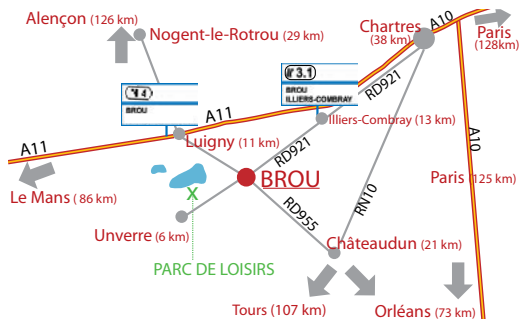 Alençon (126 km)
Nogent-le-Rotrou (29 km)
Chartres
(38 km)
A10
Paris
(128km)
BROU
3.1
BROU
ILLIERS-COMBRAY
A11
RD921
Illiers-Combray (13 km)
A11
Luigny (11 km)
RD921
A10
Le Mans ( 86 km)
BROU
Paris (125 km)
RN10
Unverre (6 km)
RD955
PARC DE LOISIRS
Châteaudun (21 km)
Tours (107 km)
Orléans (73 km)